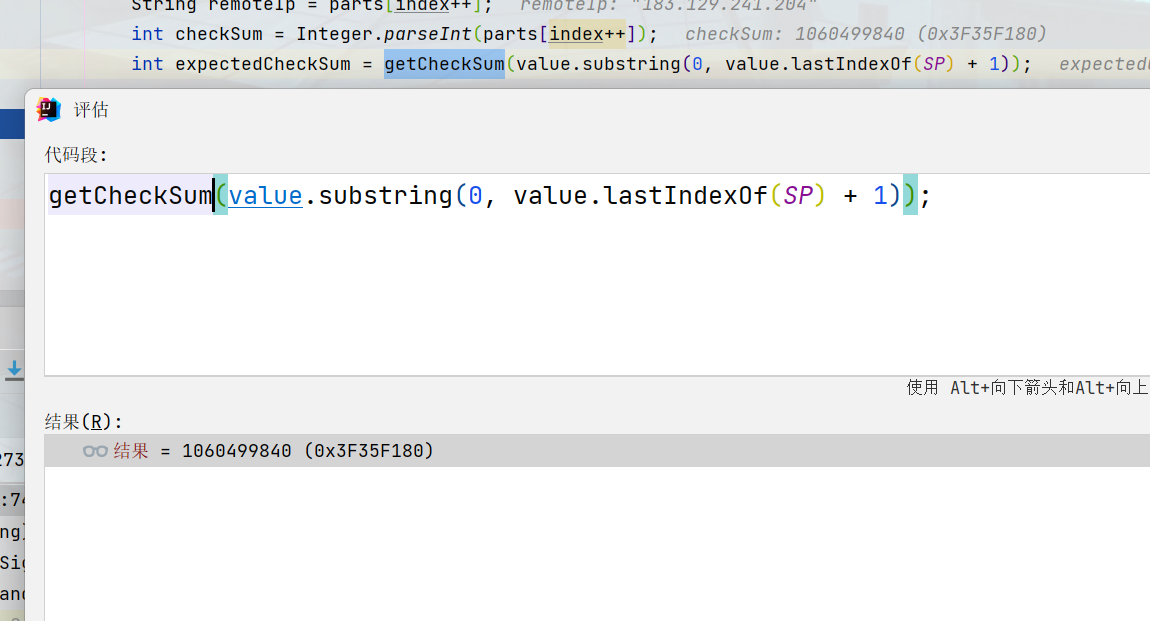 String remoteIp = parts[index++]; remoteIp: "183.129.241.204"
int checkSum = Integer.parseInt(parts[index++]); checkSum: 1060499840 (0x3F35F180)
int expectedCheckSum = getCheckSum(value.substring(0, value.lastIndexOf(SP) + 1)); expected
评估
代码段:
getCheckSum(value.substring(0, value.lastIndexOf(SP) + 1));
使用 Alt+向下箭头和Alt+向上
结果(R):
结果 = 1060499840 (0x3F35F180)
273
:74
ng)
Sig
and